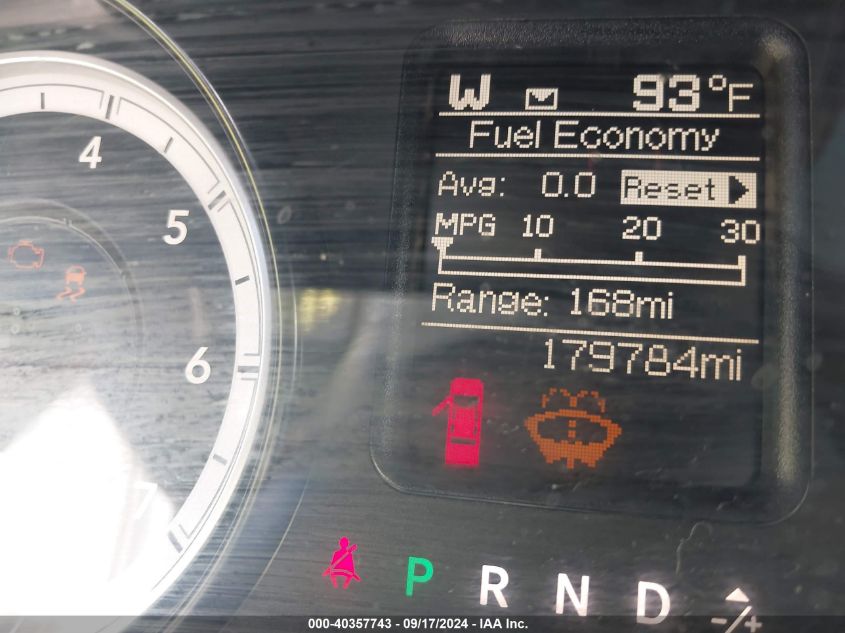 W 93°F
Fuel Economy
Avg: 0.0 Reset
MPG 10 20 30
Range: 168mi
179784mi
4
5
6
7
P R N D -/+
000-40357743 - 09/17/2024 - IAA Inc.